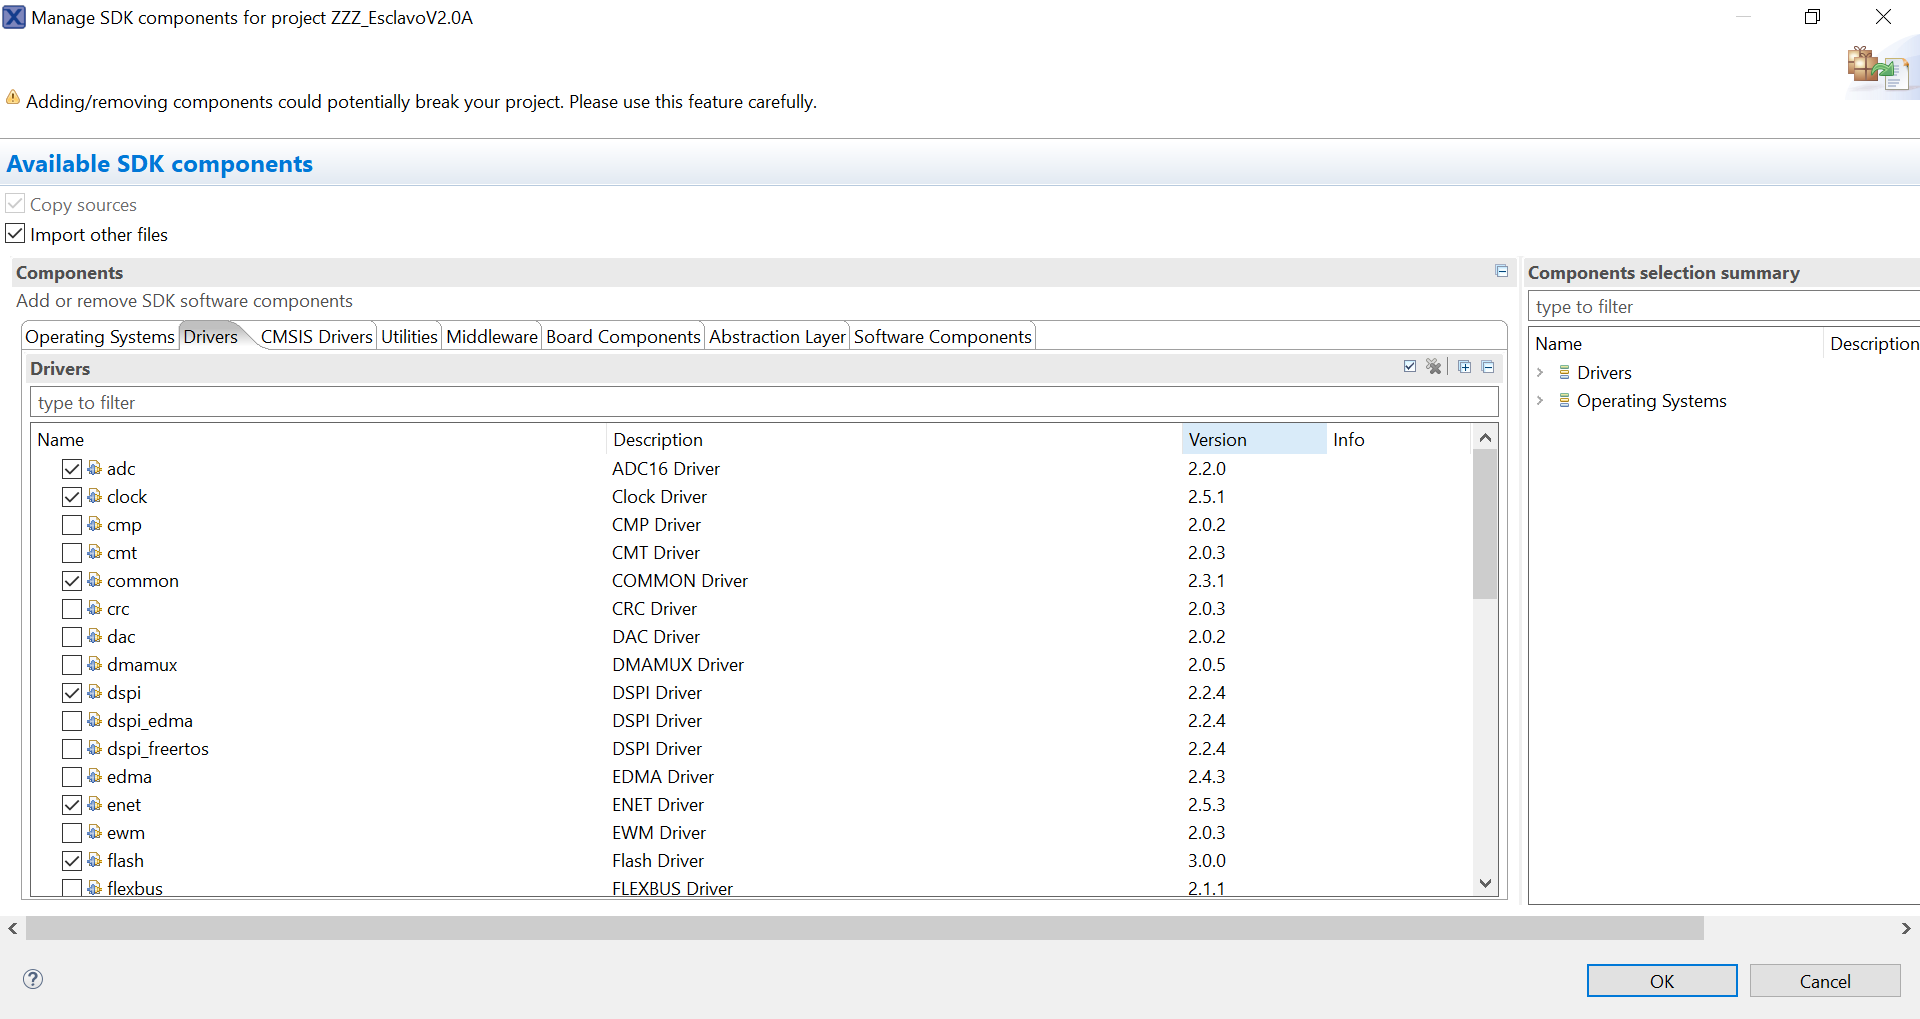 Manage SDK components for project ZZZ_EsclavoV2.0A
Adding/removing components could potentially break your project. Please use this feature carefully.
Available SDK components
Copy sources
Import other files
Components
Add or remove SDK software components
Operating Systems Drivers CMSIS Drivers Utilities Middleware Board Components Abstraction Layer Software Components
Drivers
type to filter
Name Description Version Info
adc ADC16 Driver 2.2.0
clock Clock Driver 2.5.1
cmp CMP Driver 2.0.2
cmt CMT Driver 2.0.3
common COMMON Driver 2.3.1
crc CRC Driver 2.0.3
dac DAC Driver 2.0.2
dmamux DMAMUX Driver 2.0.5
dspi DSPI Driver 2.2.4
dspi_edma DSPI Driver 2.2.4
dspi_freertos DSPI Driver 2.2.4
edma EDMA Driver 2.4.3
enet ENET Driver 2.5.3
ewm EWM Driver 2.0.3
flash Flash Driver 3.0.0
flexbus FLEXBUS Driver 2.1.1
Components selection summary
type to filter
Name Description
Drivers
Operating Systems
OK Cancel